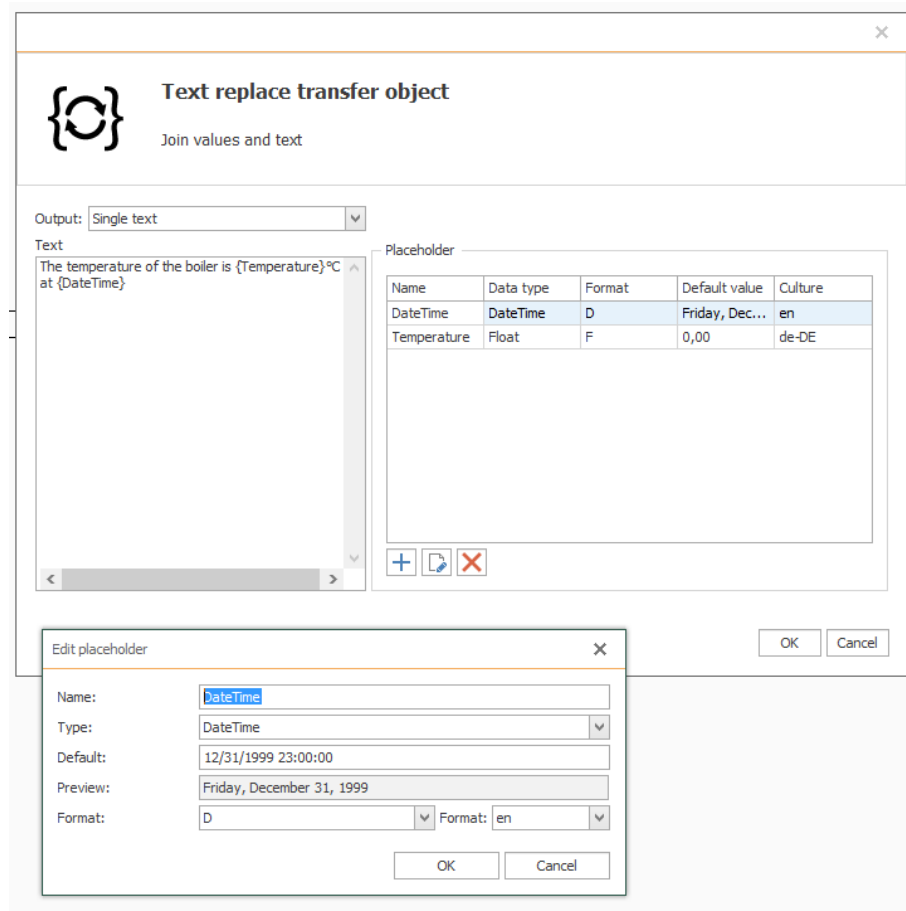 Text replace transfer object
Join values and text
Output: Single text
Text
The temperature of the boiler is {Temperature}°C
at {DateTime}
Placeholder
Name Data type Format Default value Culture
DateTime DateTime D Friday, Dec... en
Temperature Float F 0,00 de-DE
OK Cancel
Edit placeholder
Name: DateTime
Type: DateTime
Default: 12/31/1999 23:00:00
Preview: Friday, December 31, 1999
Format: D Format: en
OK Cancel